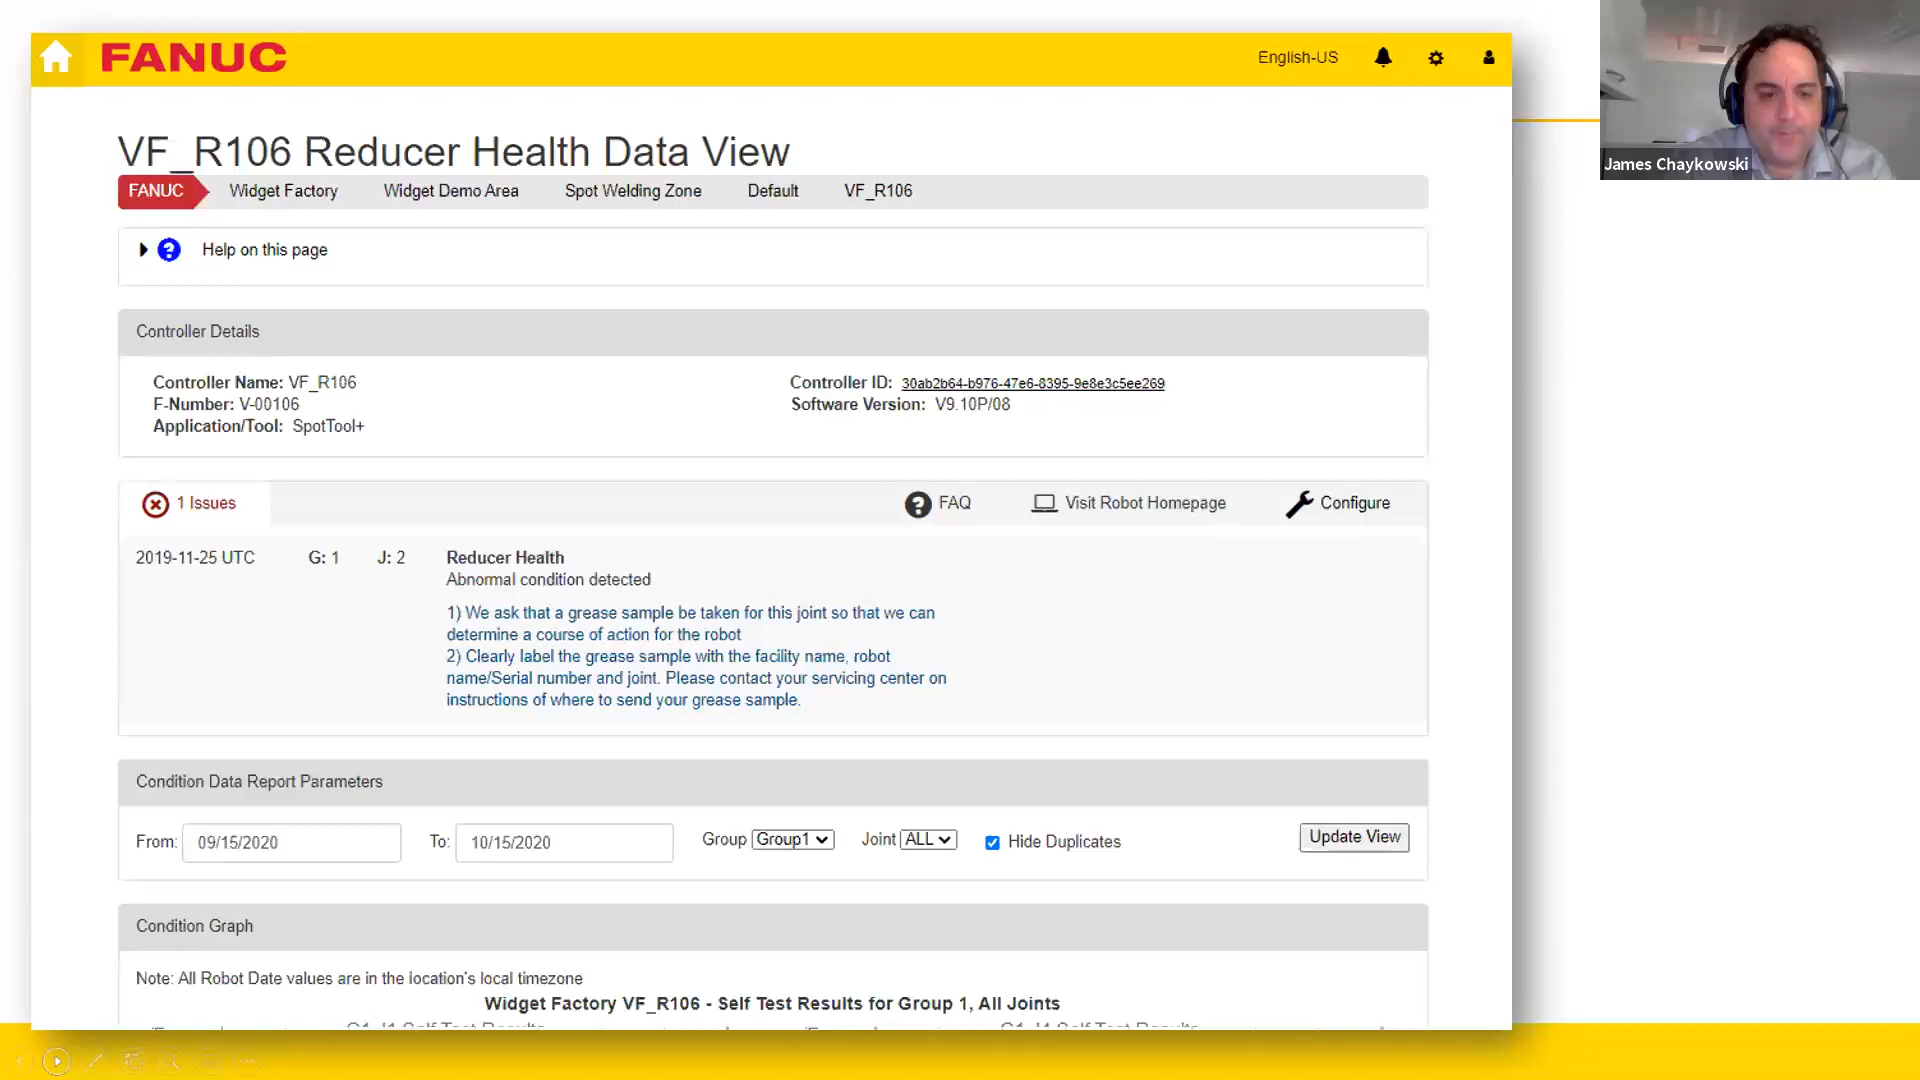 FANUC
English-US
James Chaykowski
VF_R106 Reducer Health Data View
FANUC Widget Factory Widget Demo Area Spot Welding Zone Default VF_R106
Help on this page
Controller Details
Controller Name: VF_R106
F-Number: V-00106
Application/Tool: SpotTool+
Controller ID: 30ab2b64-b976-47e6-8395-9e8e3c5ee269
Software Version: V9.10P/08
1 Issues
FAQ
Visit Robot Homepage
Configure
2019-11-25 UTC G: 1 J: 2 Reducer Health
Abnormal condition detected
1) We ask that a grease sample be taken for this joint so that we can
determine a course of action for the robot
2) Clearly label the grease sample with the facility name, robot
name/Serial number and joint. Please contact your servicing center on
instructions of where to send your grease sample.
Condition Data Report Parameters
From: 09/15/2020 To: 10/15/2020 Group Group1 Joint ALL Hide Duplicates Update View
Condition Graph
Note: All Robot Date values are in the location's local timezone
Widget Factory VF_R106 - Self Test Results for Group 1, All Joints